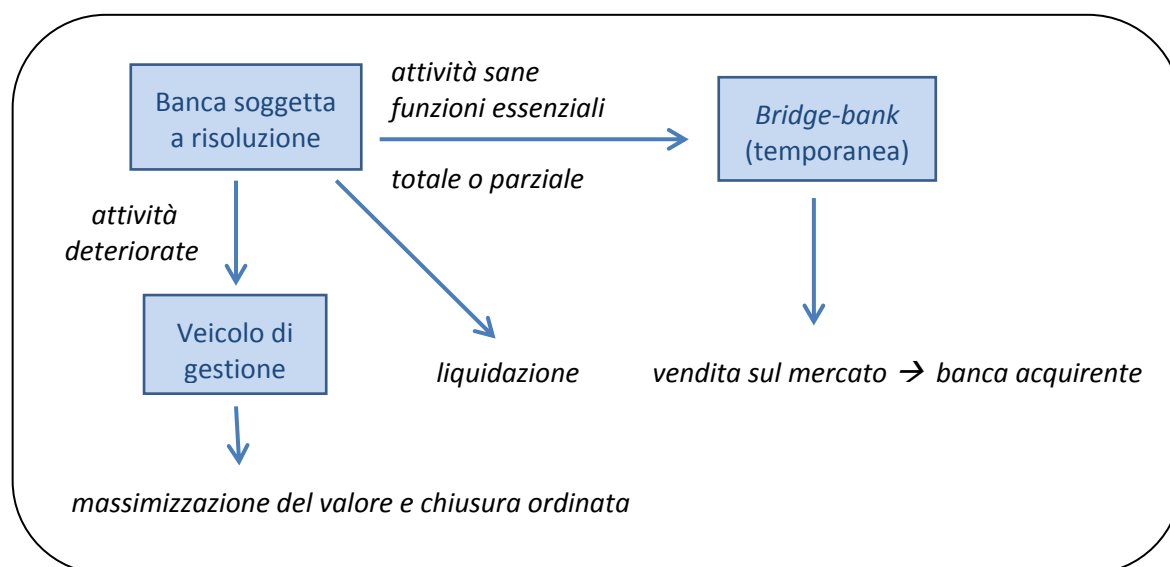 Banca soggetta
a risoluzione
attività sane
funzioni essenziali
totale o parziale
Bridge-bank
(temporanea)
attività
deteriorate
Veicolo di
gestione
liquidazione
vendita sul mercato → banca acquirente
massimizzazione del valore e chiusura ordinata